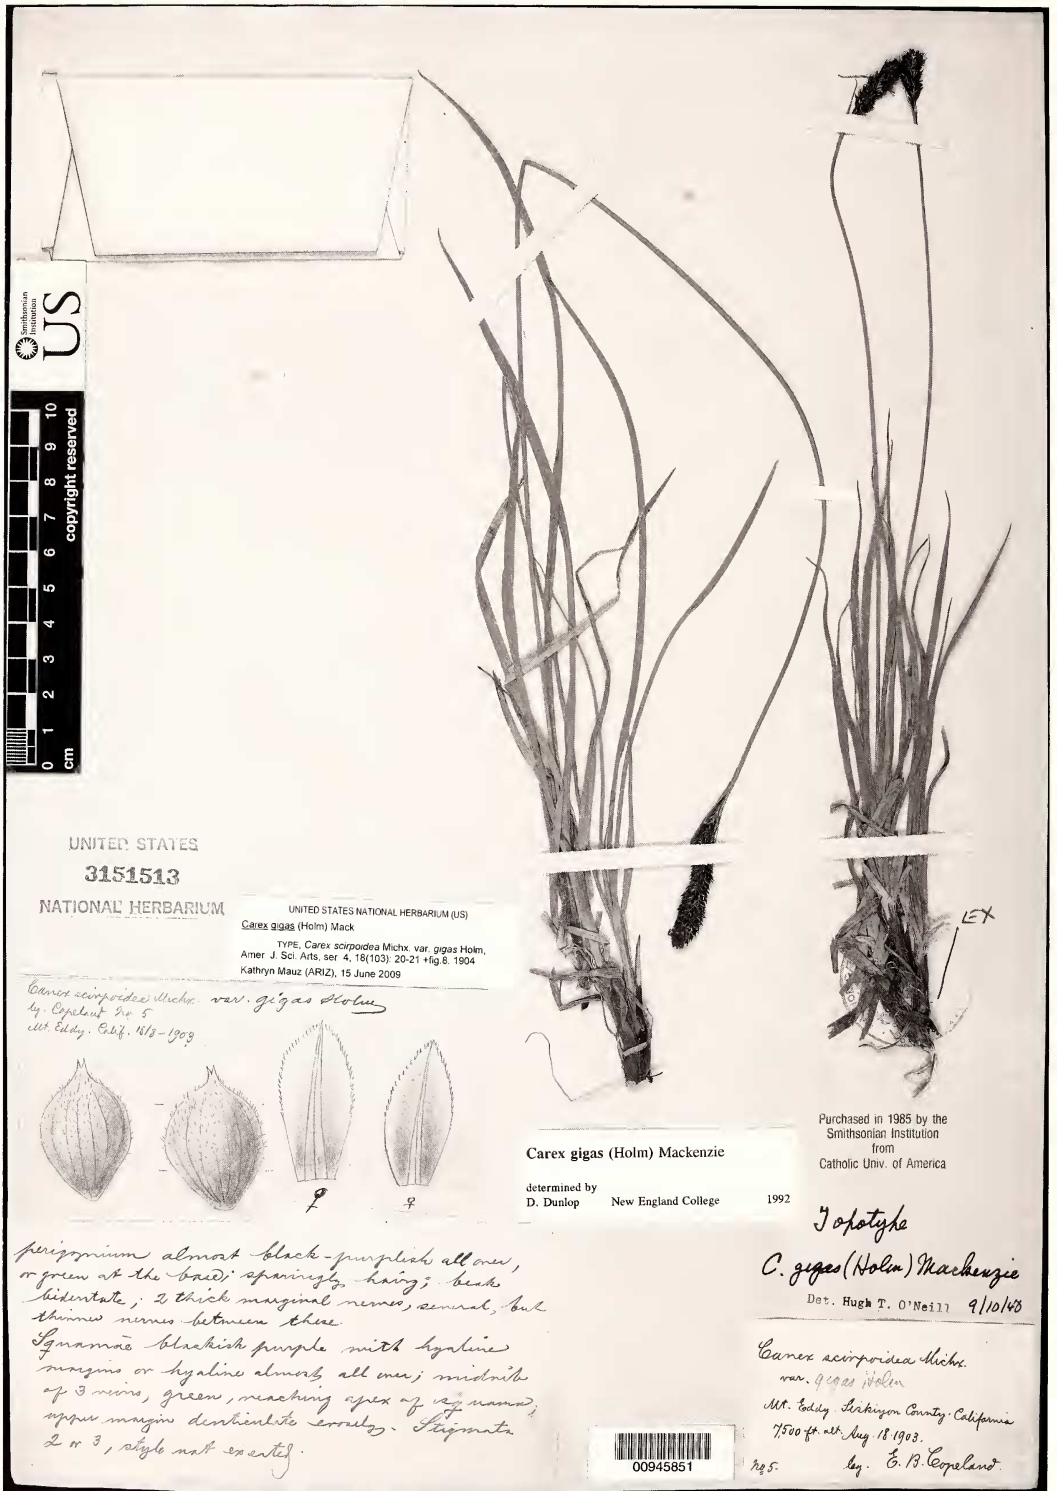 Smithsonian
Institution
US
10
9
8
7
6
5
4
3
2
1
0
cm
copyright reserved
UNITED STATES
3151513
NATIONAL HERBARIUM
UNITED STATES NATIONAL HERBARIUM (US)
Carex gigas (Holm) Mack
TYPE, Carex scirpoidea Michx. var. gigas Holm,
Amer J. Sci. Arts, ser 4, 18(103): 20-21 +fig.8. 1904
Kathryn Mauz (ARIZ), 15 June 2009
Carex scirpoidea Michx. var. gigas Holm
lg. Copeland No 5
Mt. Eddy. Calif. 18/8-1903
♀ ♀
perigynium almost black-purplish all over,
or green at the base; sparingly hairy; beak
bidentate; 2 thick marginal nerves, several, but
thinner nerves between these.
Squamae blackish purple with hyaline
margins or hyaline almost all over; midrib
of 3 veins, green, reaching apex of squama;
upper margin denticulate erosely. Stigmata
2 or 3, style not exserted.
EX
Purchased in 1985 by the
Smithsonian Institution
from
Catholic Univ. of America
Carex gigas (Holm) Mackenzie
determined by
D. Dunlop New England College 1992
Topotype
C. gigas (Holm) Mackenzie
Det. Hugh T. O'Neill 9/10/40
Carex scirpoidea Michx.
var. gigas Holm
Mt. Eddy. Siskiyou County. California
7,500 ft. alt. Aug. 18. 1903.
No 5. leg. E. B. Copeland.
00945851